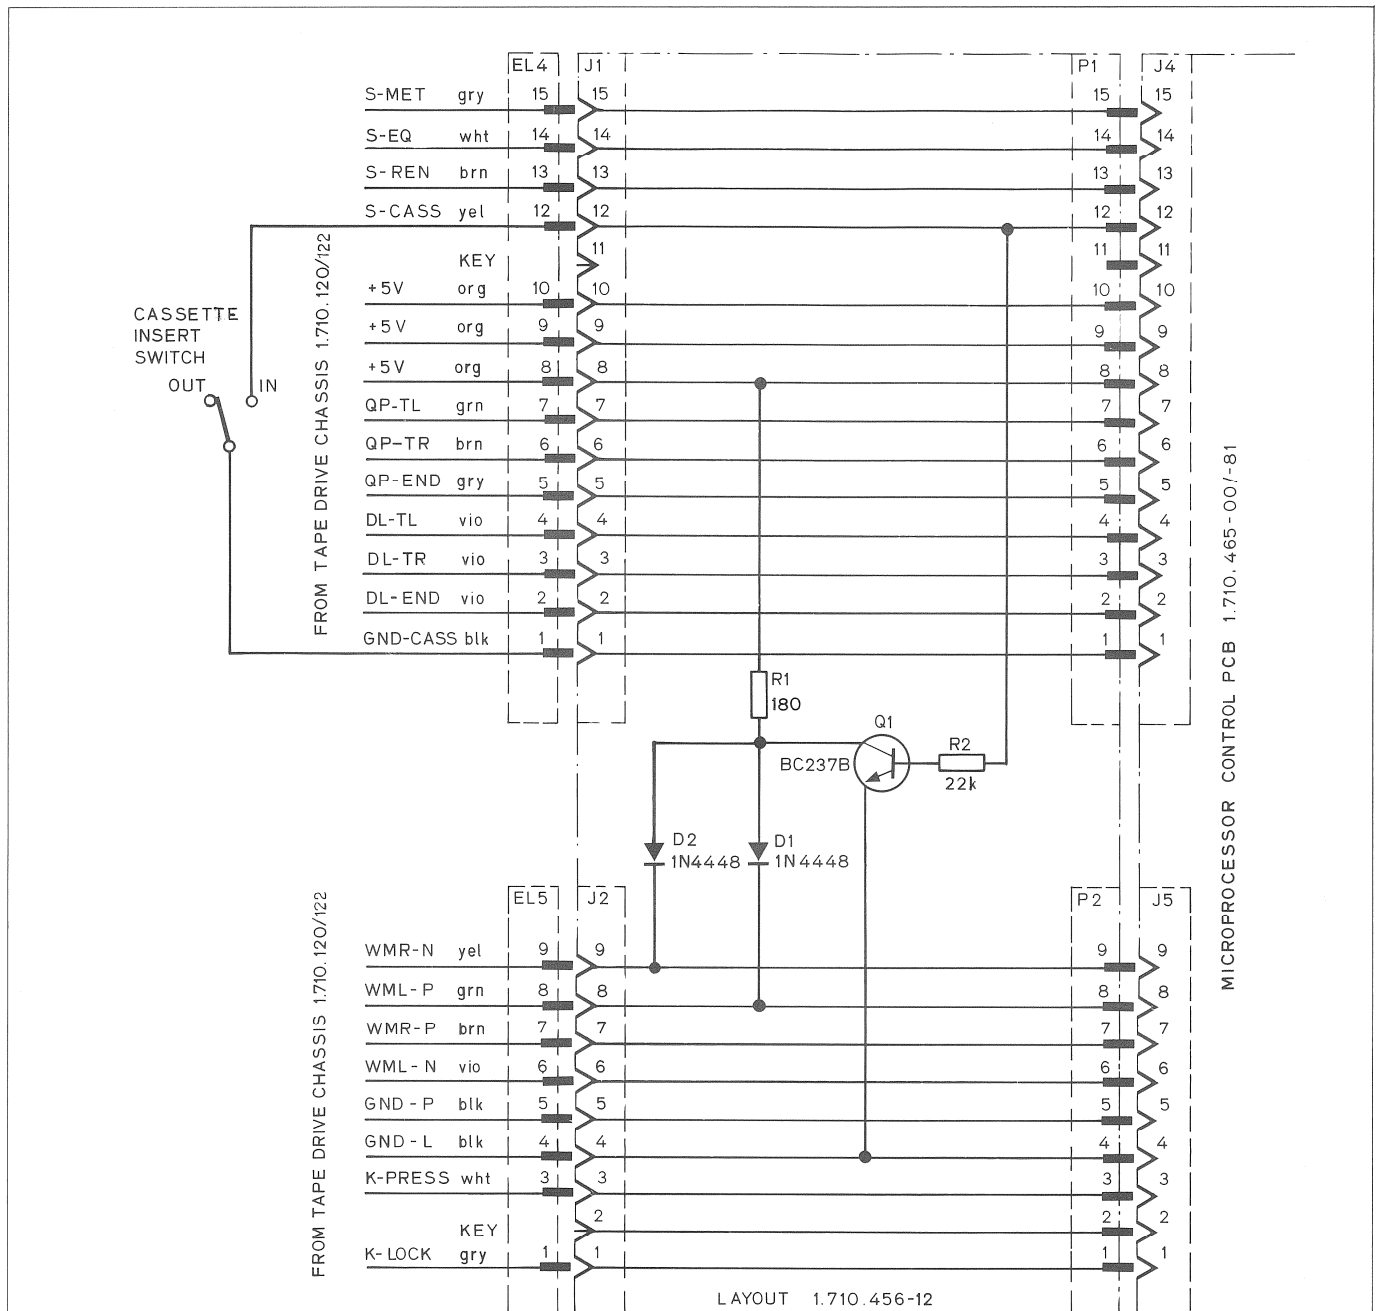 EL4 J1 P1 J4
S-MET gry 15 15 15 15
S-EQ wht 14 14 14 14
S-REN brn 13 13 13 13
S-CASS yel 12 12 12 12
KEY 11 11 11
+5V org 10 10 10 10
+5V org 9 9 9 9
+5V org 8 8 8 8
QP-TL grn 7 7 7 7
QP-TR brn 6 6 6 6
QP-END gry 5 5 5 5
DL-TL vio 4 4 4 4
DL-TR vio 3 3 3 3
DL-END vio 2 2 2 2
GND-CASS blk 1 1 1 1
CASSETTE
INSERT
SWITCH
OUT IN
FROM TAPE DRIVE CHASSIS 1.710.120/122
R1
180
Q1
BC237B
R2
22k
D2
1N4448
D1
1N4448
MICROPROCESSOR CONTROL PCB 1.710.465-00/-81
EL5 J2 P2 J5
WMR-N yel 9 9 9 9
WML-P grn 8 8 8 8
WMR-P brn 7 7 7 7
WML-N vio 6 6 6 6
GND-P blk 5 5 5 5
GND-L blk 4 4 4 4
K-PRESS wht 3 3 3 3
KEY 2 2 2
K-LOCK gry 1 1 1 1
FROM TAPE DRIVE CHASSIS 1.710.120/122
LAYOUT 1.710.456-12